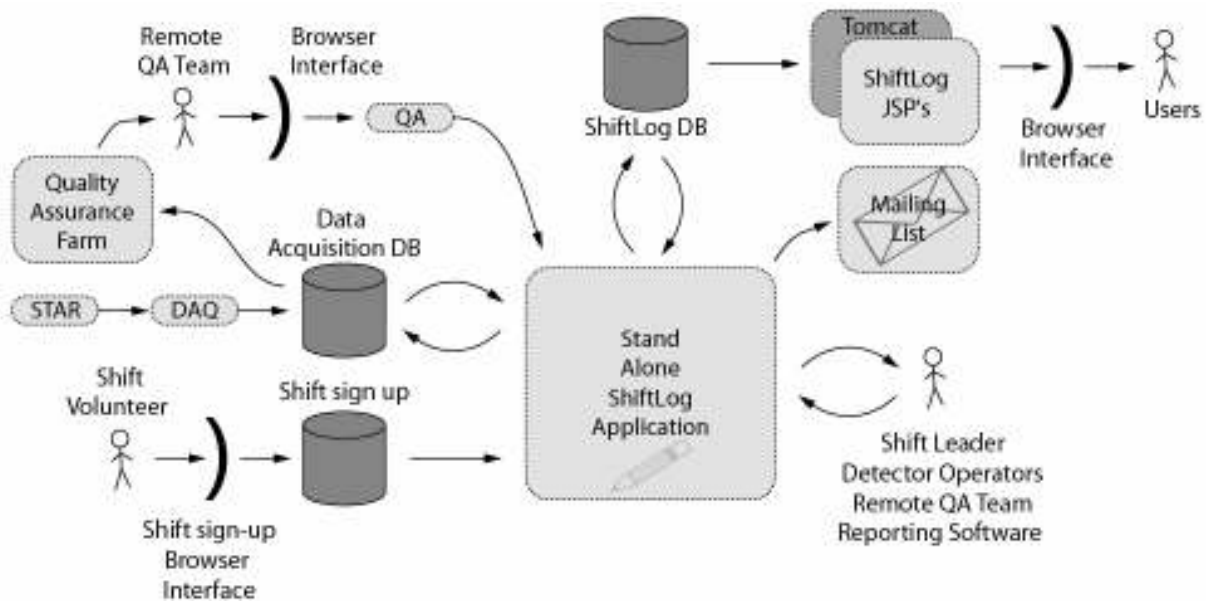 Remote
QA Team
Browser
Interface
QA
Quality
Assurance
Farm
Data
Acquisition DB
STAR
DAQ
Shift
Volunteer
Shift sign up
Shift sign-up
Browser
Interface
ShiftLog DB
Tomcat
ShiftLog
JSP's
Browser
Interface
Users
Mailing
List
Stand
Alone
ShiftLog
Application
Shift Leader
Detector Operators
Remote QA Team
Reporting Software